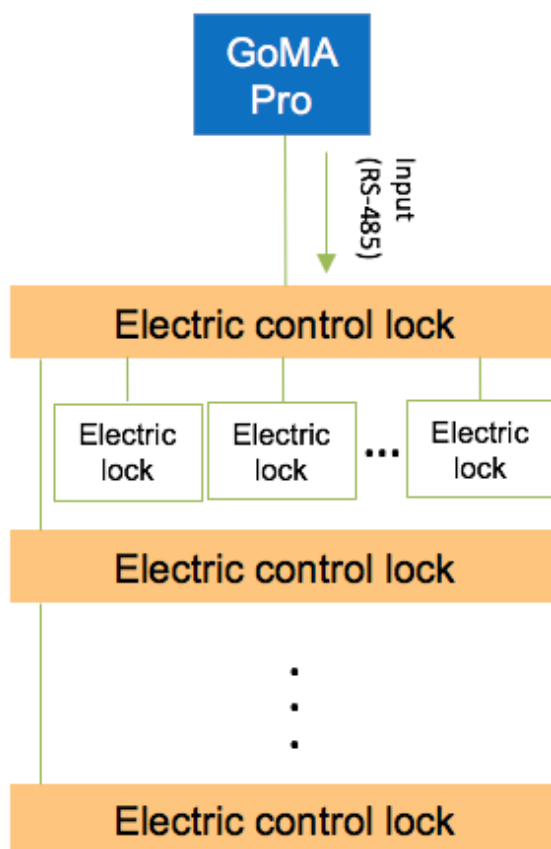 GoMA
Pro
Input
(RS-485)
Electric control lock
Electric
lock
Electric
lock
...
Electric
lock
Electric control lock
Electric control lock